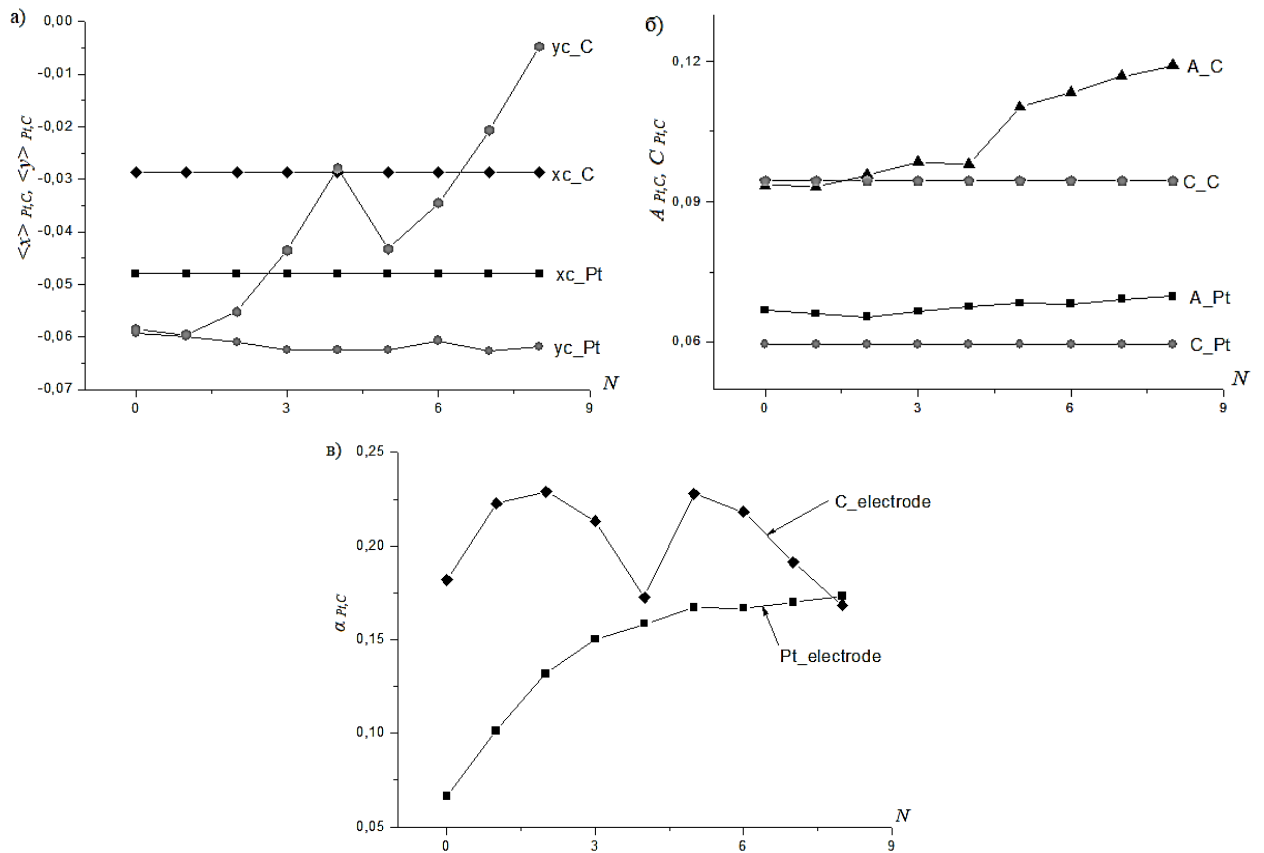 а)
<x> Pt,C, <y> Pt,C
0,00
-0,01
-0,02
-0,03
-0,04
-0,05
-0,06
-0,07
yc_C
xc_C
xc_Pt
yc_Pt
0 3 6 9
N
б)
A Pt,C, C Pt,C
0,12
0,09
0,06
A_C
C_C
A_Pt
C_Pt
0 3 6 9
N
в)
α Pt,C
0,25
0,20
0,15
0,10
0,05
C_electrode
Pt_electrode
0 3 6 9
N